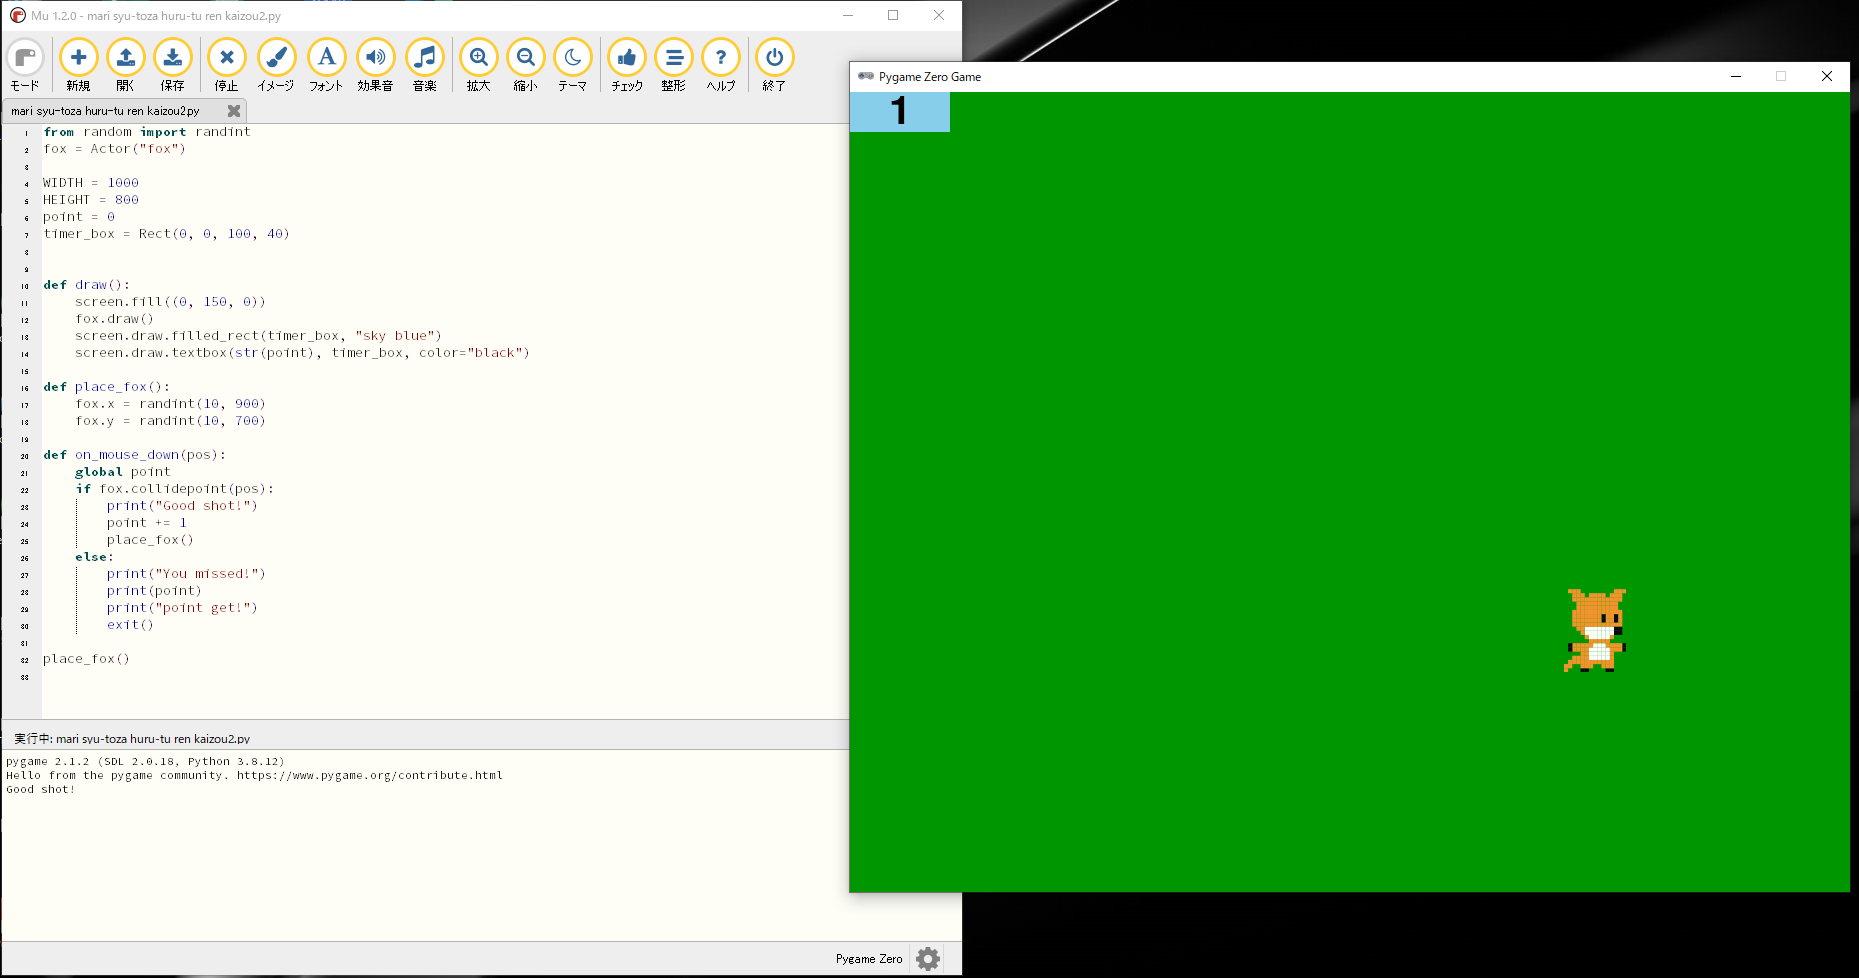 Mu 1.2.0 - mari syu-toza huru-tu ren kaizou2.py
モード 新規 開く 保存 停止 イメージ フォント 効果音 音楽 拡大 縮小 テーマ チェック 整形 ヘルプ 終了
mari syu-toza huru-tu ren kaizou2.py
1 from random import randint
2 fox = Actor("fox")
3
4 WIDTH = 1000
5 HEIGHT = 800
6 point = 0
7 timer_box = Rect(0, 0, 100, 40)
8
9
10 def draw():
11     screen.fill((0, 150, 0))
12     fox.draw()
13     screen.draw.filled_rect(timer_box, "sky blue")
14     screen.draw.textbox(str(point), timer_box, color="black")
15
16 def place_fox():
17     fox.x = randint(10, 900)
18     fox.y = randint(10, 700)
19
20 def on_mouse_down(pos):
21     global point
22     if fox.collidepoint(pos):
23         print("Good shot!")
24         point += 1
25         place_fox()
26     else:
27         print("You missed!")
28         print(point)
29         print("point get!")
30         exit()
31
32 place_fox()
33
実行中: mari syu-toza huru-tu ren kaizou2.py
pygame 2.1.2 (SDL 2.0.18, Python 3.8.12)
Hello from the pygame community. https://www.pygame.org/contribute.html
Good shot!
Pygame Zero
Pygame Zero Game
1